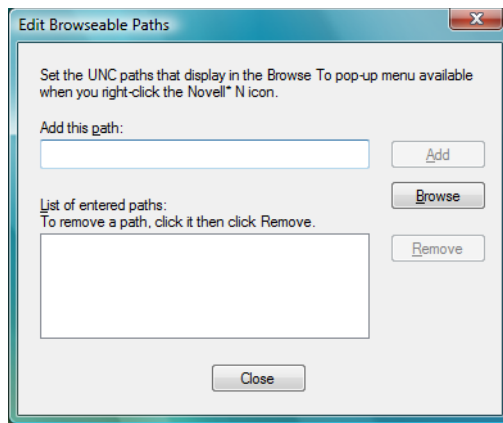 Edit Browseable Paths
Set the UNC paths that display in the Browse To pop-up menu available
when you right-click the Novell* N icon.
Add this path:
Add
Browse
List of entered paths:
To remove a path, click it then click Remove.
Remove
Close